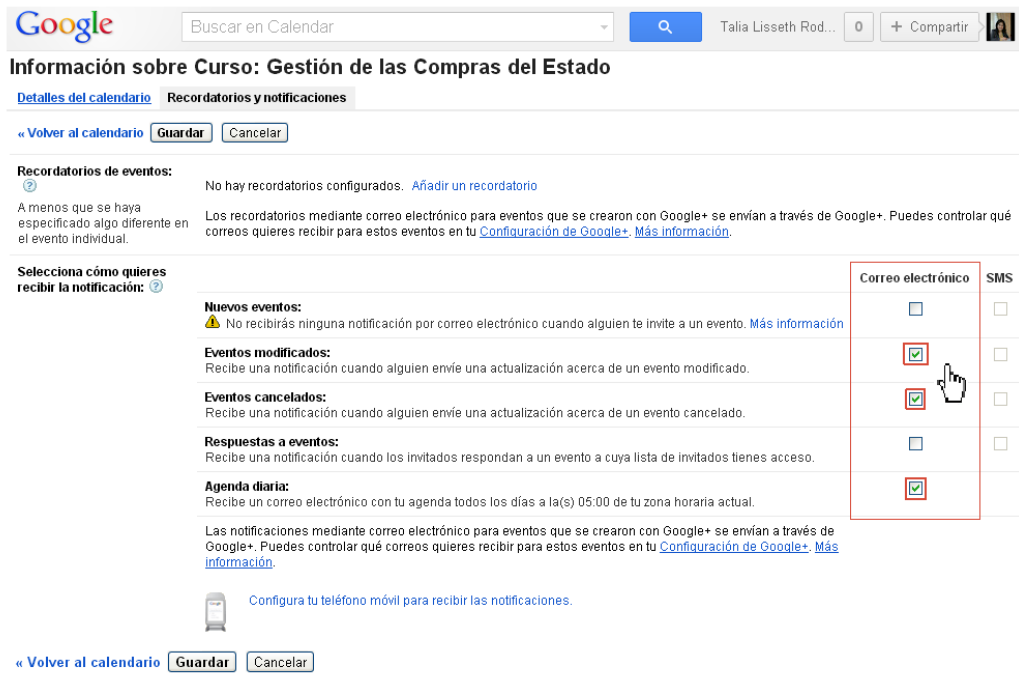 Google
Buscar en Calendar
Talia Lisseth Rod...
0
+ Compartir
Información sobre Curso: Gestión de las Compras del Estado
Detalles del calendario
Recordatorios y notificaciones
« Volver al calendario
Guardar
Cancelar
Recordatorios de eventos:
?
A menos que se haya
especificado algo diferente en
el evento individual.
No hay recordatorios configurados. Añadir un recordatorio
Los recordatorios mediante correo electrónico para eventos que se crearon con Google+ se envían a través de Google+. Puedes controlar qué
correos quieres recibir para estos eventos en tu Configuración de Google+. Más información.
Selecciona cómo quieres
recibir la notificación: ?
Correo electrónico
SMS
Nuevos eventos:
No recibirás ninguna notificación por correo electrónico cuando alguien te invite a un evento. Más información
Eventos modificados:
Recibe una notificación cuando alguien envíe una actualización acerca de un evento modificado.
Eventos cancelados:
Recibe una notificación cuando alguien envíe una actualización acerca de un evento cancelado.
Respuestas a eventos:
Recibe una notificación cuando los invitados respondan a un evento a cuya lista de invitados tienes acceso.
Agenda diaria:
Recibe un correo electrónico con tu agenda todos los días a la(s) 05:00 de tu zona horaria actual.
Las notificaciones mediante correo electrónico para eventos que se crearon con Google+ se envían a través de
Google+. Puedes controlar qué correos quieres recibir para estos eventos en tu Configuración de Google+. Más
información.
Configura tu teléfono móvil para recibir las notificaciones.
« Volver al calendario
Guardar
Cancelar